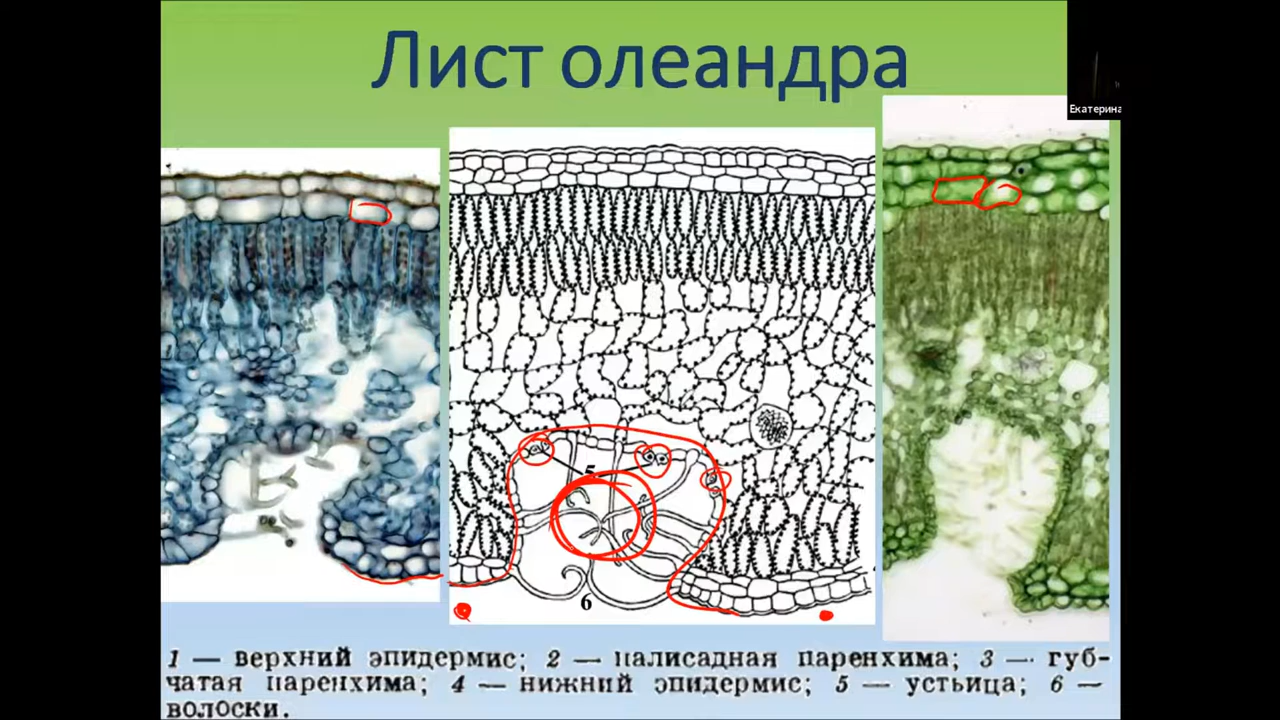 Лист олеандра
Екатерина
5
6
1 — верхний эпидермис; 2 — палисадная паренхима; 3 — губ-
чатая паренхима; 4 — нижний эпидермис; 5 — устьица; 6 —
волоски.